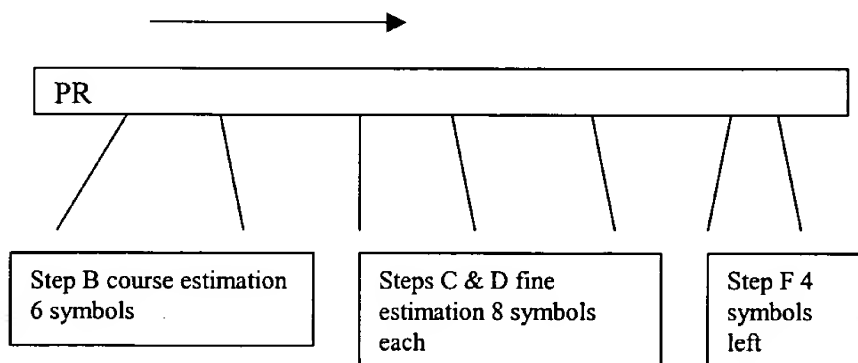 PR
Step B course estimation
6 symbols
Steps C & D fine
estimation 8 symbols
each
Step F 4
symbols
left